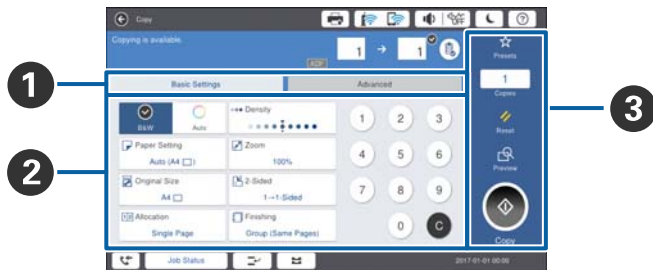 Copy
Copying is available.
ADF
1 → 1
Basic Settings
Advanced
B&W
Auto
Density
Paper Setting
Auto (A4)
Zoom
100%
Original Size
A4
2-Sided
1→1-Sided
Allocation
Single Page
Finishing
Group (Same Pages)
1 2 3
4 5 6
7 8 9
0 C
Presets
1
Copies
Reset
Preview
Copy
Job Status
2017-01-01 00:00
1
2
3